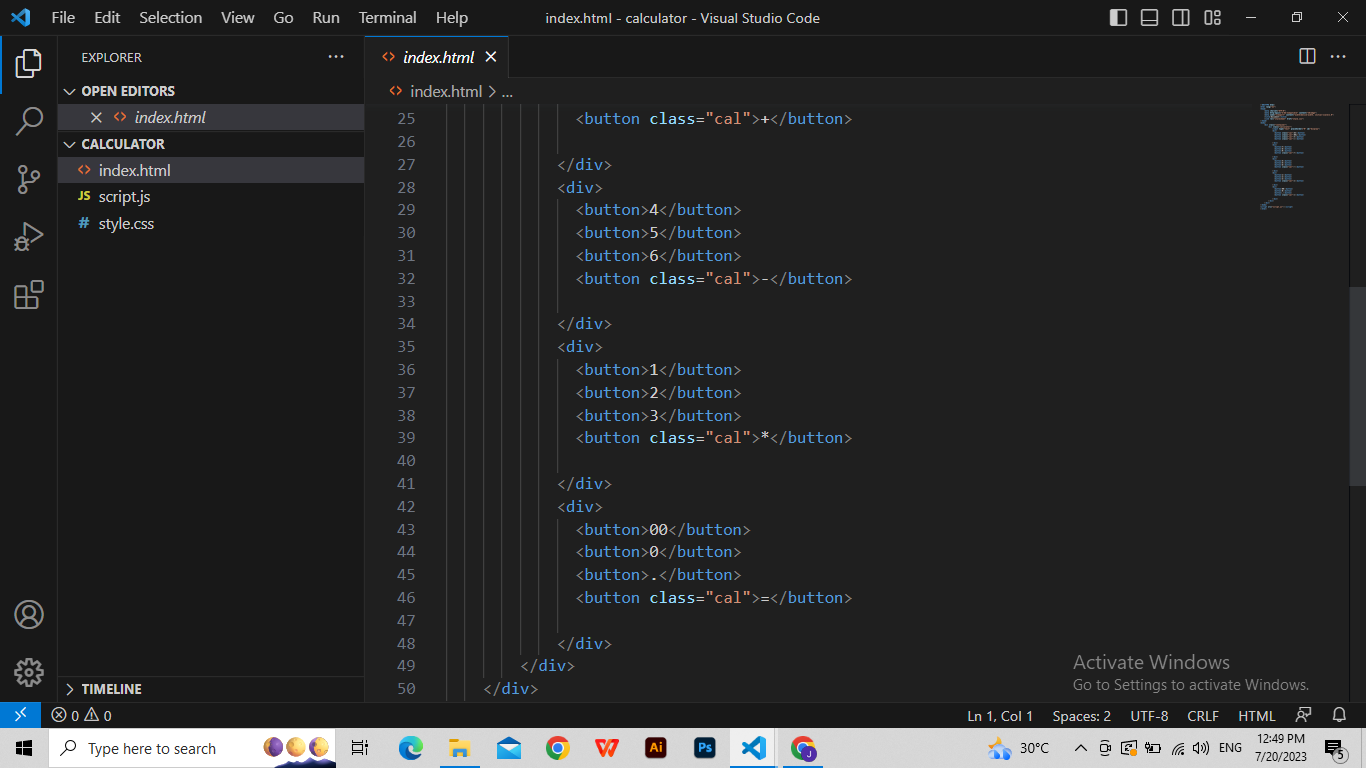 File Edit Selection View Go Run Terminal Help index.html - calculator - Visual Studio Code
EXPLORER
OPEN EDITORS
index.html
CALCULATOR
index.html
JS script.js
# style.css
TIMELINE
index.html
index.html > ...
25 <button class="cal">+</button>
26
27 </div>
28 <div>
29 <button>4</button>
30 <button>5</button>
31 <button>6</button>
32 <button class="cal">-</button>
33
34 </div>
35 <div>
36 <button>1</button>
37 <button>2</button>
38 <button>3</button>
39 <button class="cal">*</button>
40
41 </div>
42 <div>
43 <button>00</button>
44 <button>0</button>
45 <button>.</button>
46 <button class="cal">=</button>
47
48 </div>
49 </div>
50 </div>
Activate Windows
Go to Settings to activate Windows.
0 0 Ln 1, Col 1 Spaces: 2 UTF-8 CRLF HTML
Type here to search
Ai
Ps
J
30°C
ENG
12:49 PM
7/20/2023
5